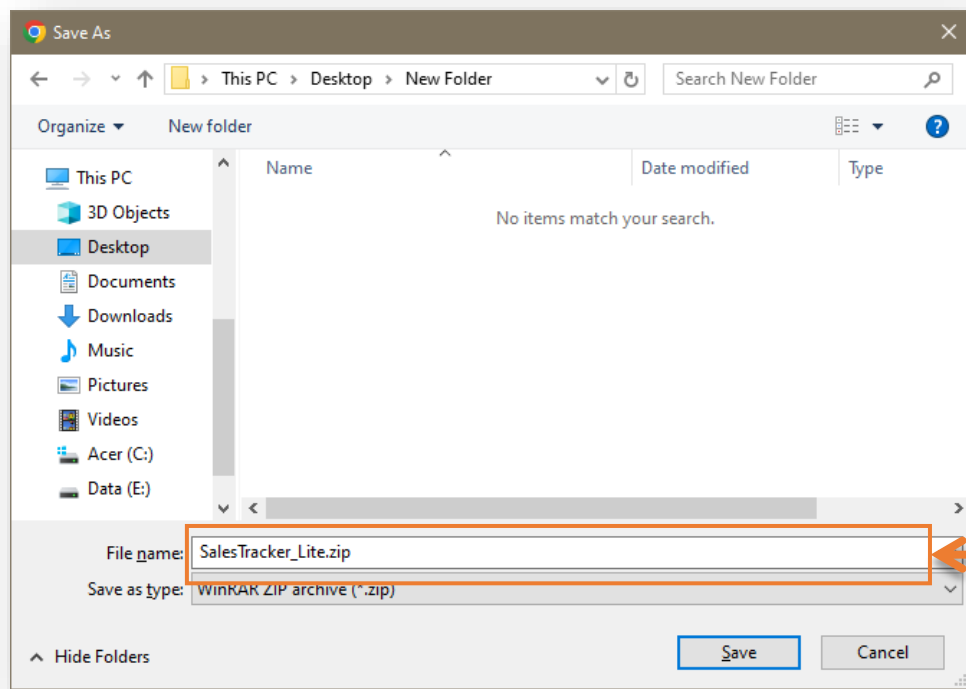 Save As
This PC > Desktop > New Folder
Search New Folder
Organize
New folder
?
Name
Date modified
Type
No items match your search.
This PC
3D Objects
Desktop
Documents
Downloads
Music
Pictures
Videos
Acer (C:)
Data (E:)
File name: SalesTracker_Lite.zip
Save as type: WinRAR ZIP archive (*.zip)
Hide Folders
Save
Cancel